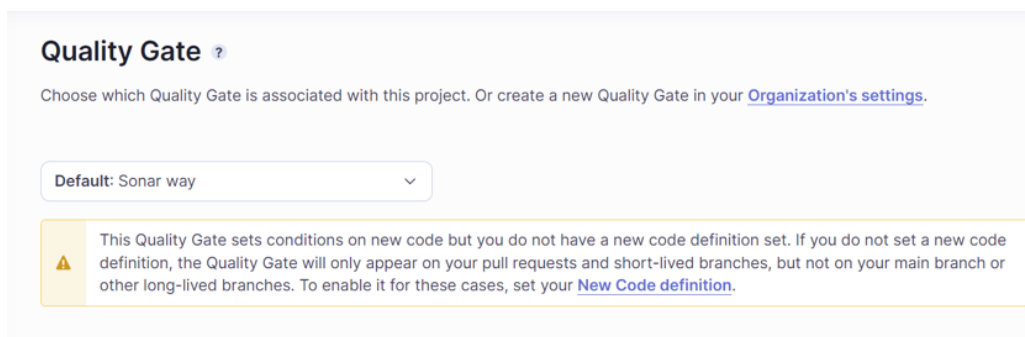 Quality Gate ?
Choose which Quality Gate is associated with this project. Or create a new Quality Gate in your Organization's settings.
Default: Sonar way
This Quality Gate sets conditions on new code but you do not have a new code definition set. If you do not set a new code
definition, the Quality Gate will only appear on your pull requests and short-lived branches, but not on your main branch or
other long-lived branches. To enable it for these cases, set your New Code definition.